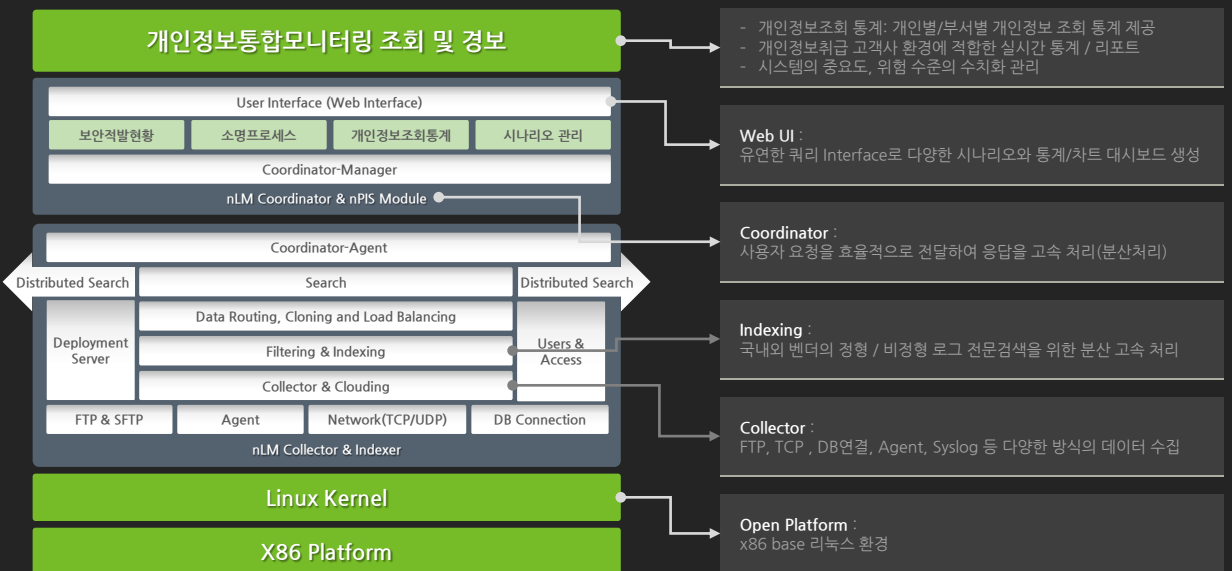 개인정보통합모니터링 조회 및 경보
User Interface (Web Interface)
보안적발현황
소명프로세스
개인정보조회통계
시나리오 관리
Coordinator-Manager
nLM Coordinator & nPIS Module
Coordinator-Agent
Distributed Search
Search
Distributed Search
Data Routing, Cloning and Load Balancing
Deployment
Server
Filtering & Indexing
Users &
Access
Collector & Clouding
FTP & SFTP
Agent
Network(TCP/UDP)
DB Connection
nLM Collector & Indexer
Linux Kernel
X86 Platform
- 개인정보조회 통계: 개인별/부서별 개인정보 조회 통계 제공
- 개인정보취급 고객사 환경에 적합한 실시간 통계 / 리포트
- 시스템의 중요도, 위험 수준의 수치화 관리
Web UI :
유연한 쿼리 Interface로 다양한 시나리오와 통계/차트 대시보드 생성
Coordinator :
사용자 요청을 효율적으로 전달하여 응답을 고속 처리(분산처리)
Indexing :
국내외 벤더의 정형 / 비정형 로그 전문검색을 위한 분산 고속 처리
Collector :
FTP, TCP , DB연결, Agent, Syslog 등 다양한 방식의 데이터 수집
Open Platform :
x86 base 리눅스 환경